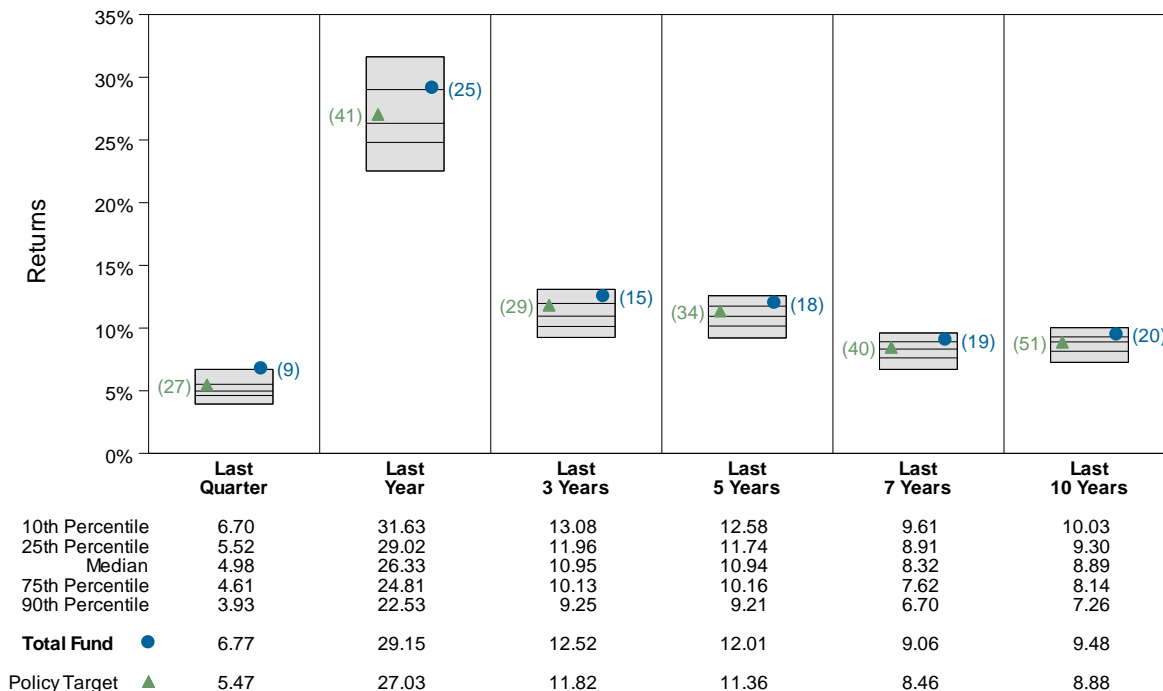 35%
30%
25%
20%
15%
10%
5%
0%
Returns
(27)
(9)
(41)
(25)
(29)
(15)
(34)
(18)
(40)
(19)
(51)
(20)
Last Quarter
Last Year
Last 3 Years
Last 5 Years
Last 7 Years
Last 10 Years
10th Percentile 6.70 31.63 13.08 12.58 9.61 10.03
25th Percentile 5.52 29.02 11.96 11.74 8.91 9.30
Median 4.98 26.33 10.95 10.94 8.32 8.89
75th Percentile 4.61 24.81 10.13 10.16 7.62 8.14
90th Percentile 3.93 22.53 9.25 9.21 6.70 7.26
Total Fund 6.77 29.15 12.52 12.01 9.06 9.48
Policy Target 5.47 27.03 11.82 11.36 8.46 8.88